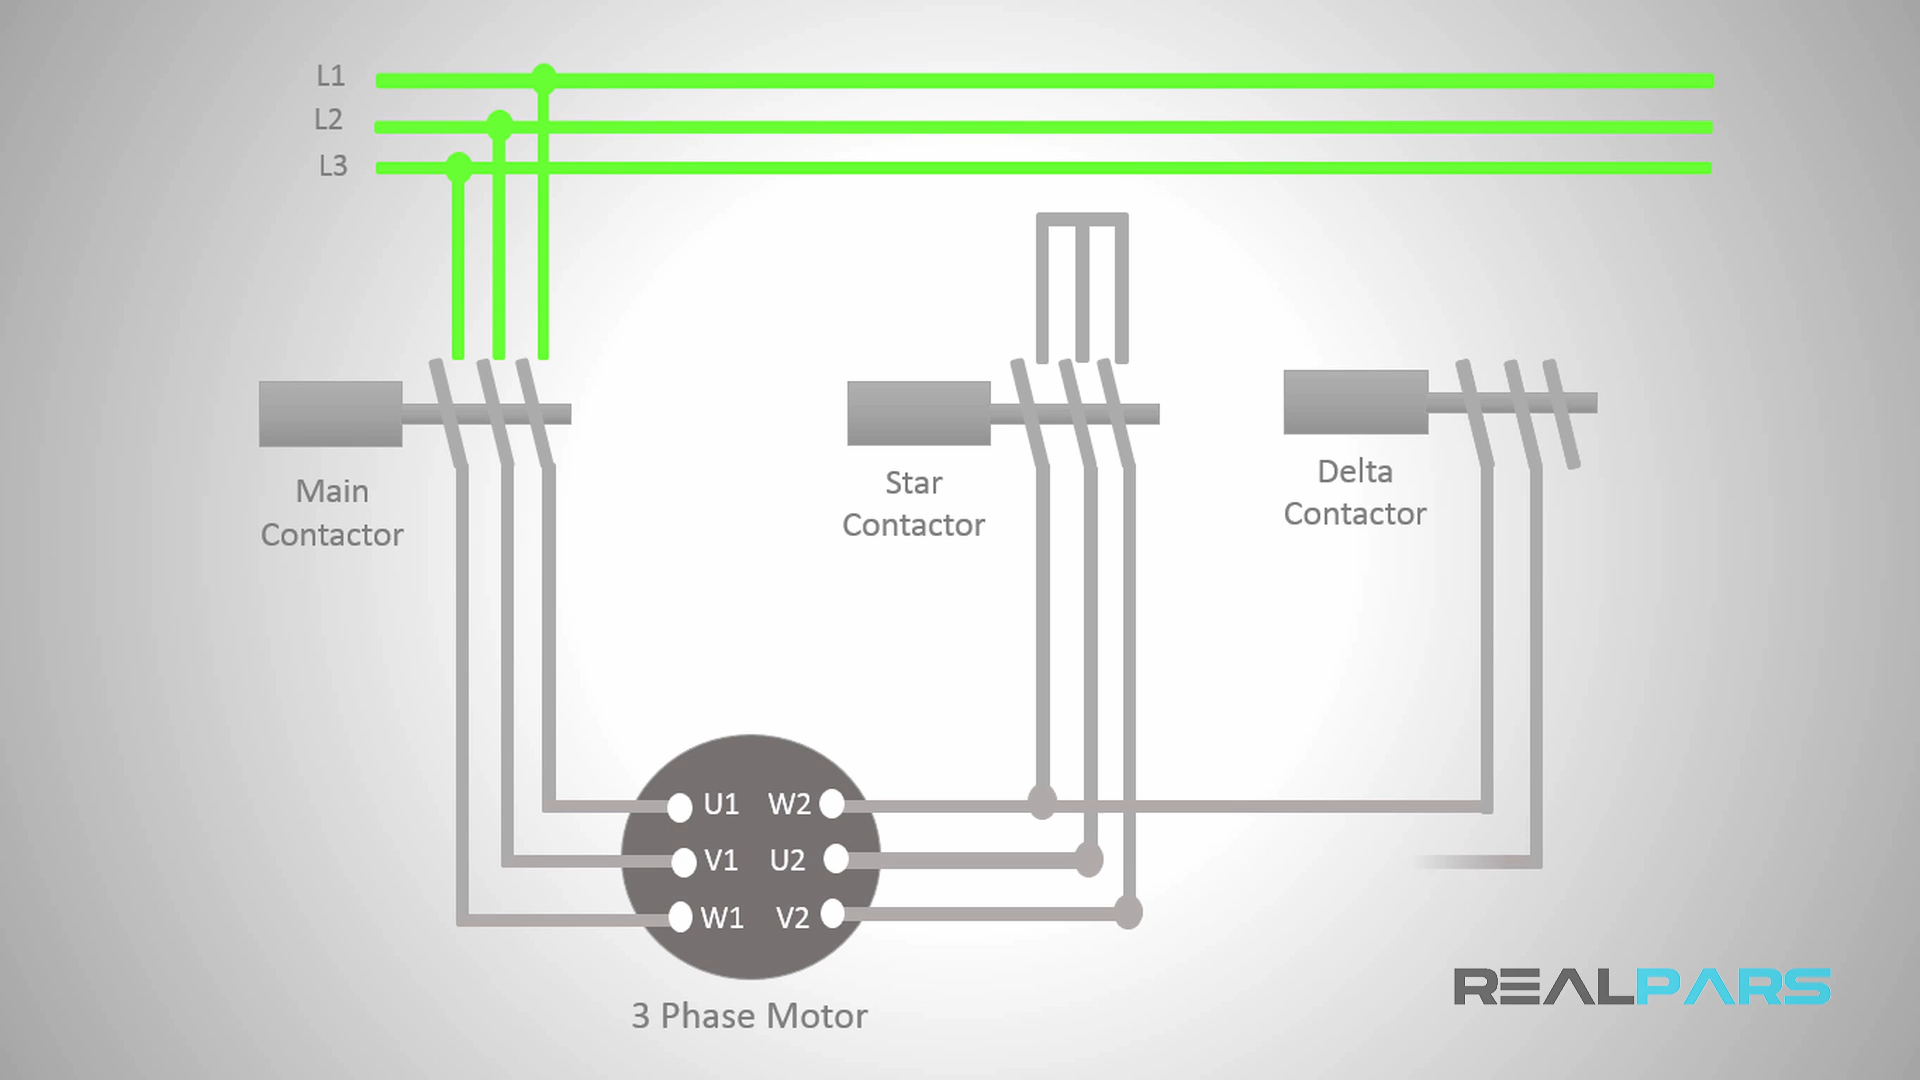 L1
L2
L3
Main
Contactor
Star
Contactor
Delta
Contactor
U1 W2
V1 U2
W1 V2
3 Phase Motor
REALPARS